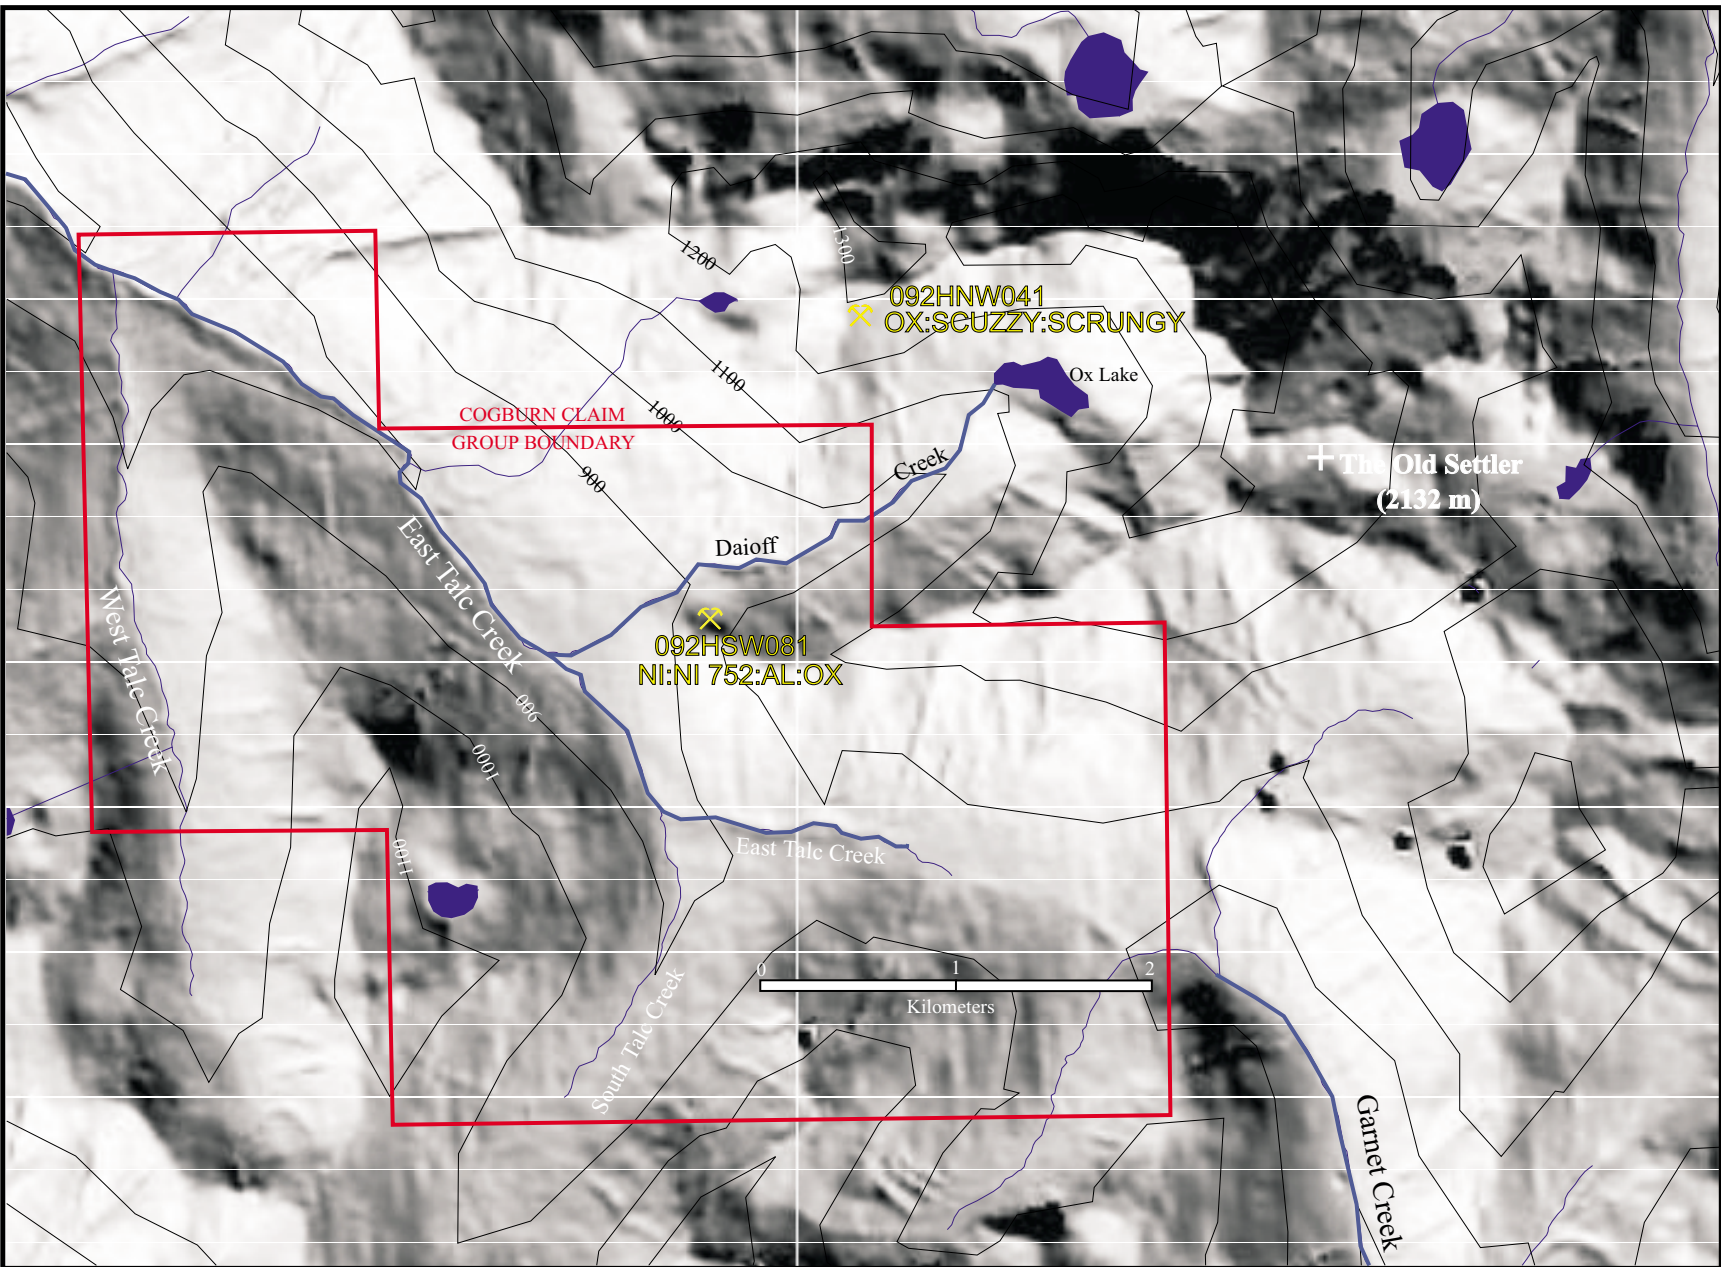 1200
1300
092HNW041
OX:SCUZZY:SCRUNGY
1100
Ox Lake
1000
COGBURN CLAIM
GROUP BOUNDARY
900
Creek
The Old Settler
(2132 m)
Daioff
East Talc Creek
West Talc Creek
092HSW081
NI:NI 752:AL:OX
900
1000
1100
East Talc Creek
0 1 2
Kilometers
South Talc Creek
Garnet Creek